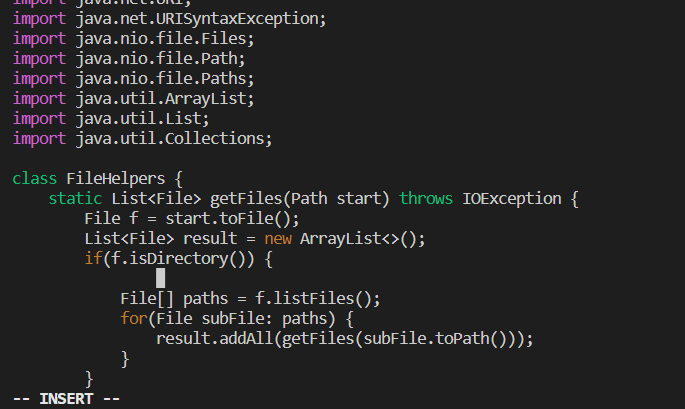 import java.net.URI;
import java.net.URISyntaxException;
import java.nio.file.Files;
import java.nio.file.Path;
import java.nio.file.Paths;
import java.util.ArrayList;
import java.util.List;
import java.util.Collections;
class FileHelpers {
    static List<File> getFiles(Path start) throws IOException {
        File f = start.toFile();
        List<File> result = new ArrayList<>();
        if(f.isDirectory()) {
            File[] paths = f.listFiles();
            for(File subFile: paths) {
                result.addAll(getFiles(subFile.toPath()));
            }
        }
-- INSERT --